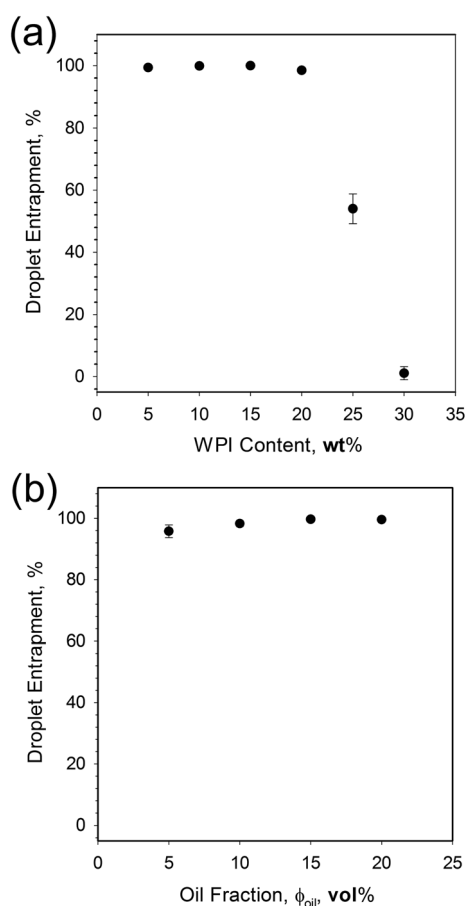 (a)
100
80
60
40
20
0
Droplet Entrapment, %
0 5 10 15 20 25 30 35
WPI Content, wt%
(b)
100
80
60
40
20
0
Droplet Entrapment, %
0 5 10 15 20 25
Oil Fraction, ϕoil, vol%